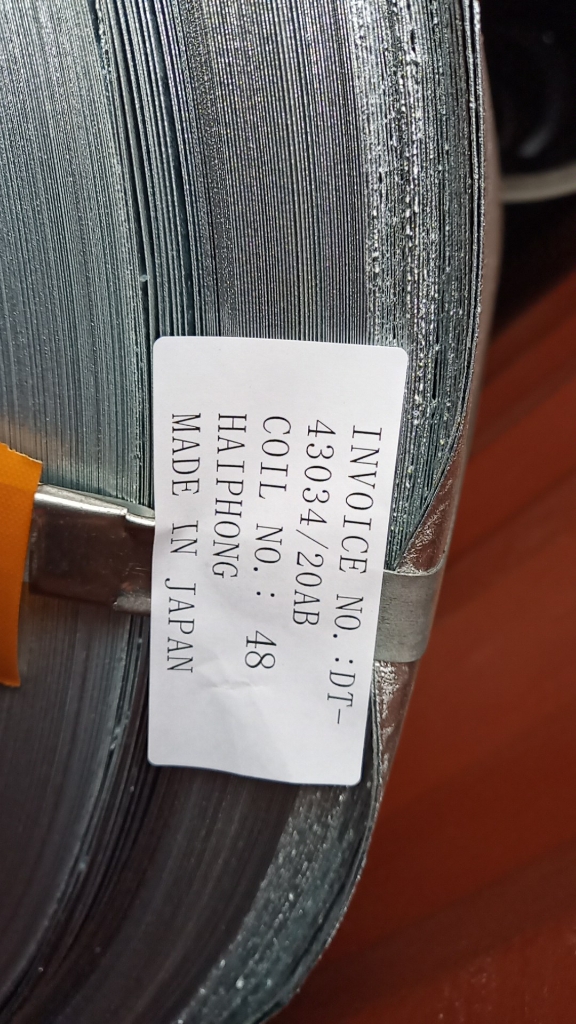 INVOICE NO.:DT-
43034/20AB
COIL NO.: 48
HAIPHONG
MADE IN JAPAN